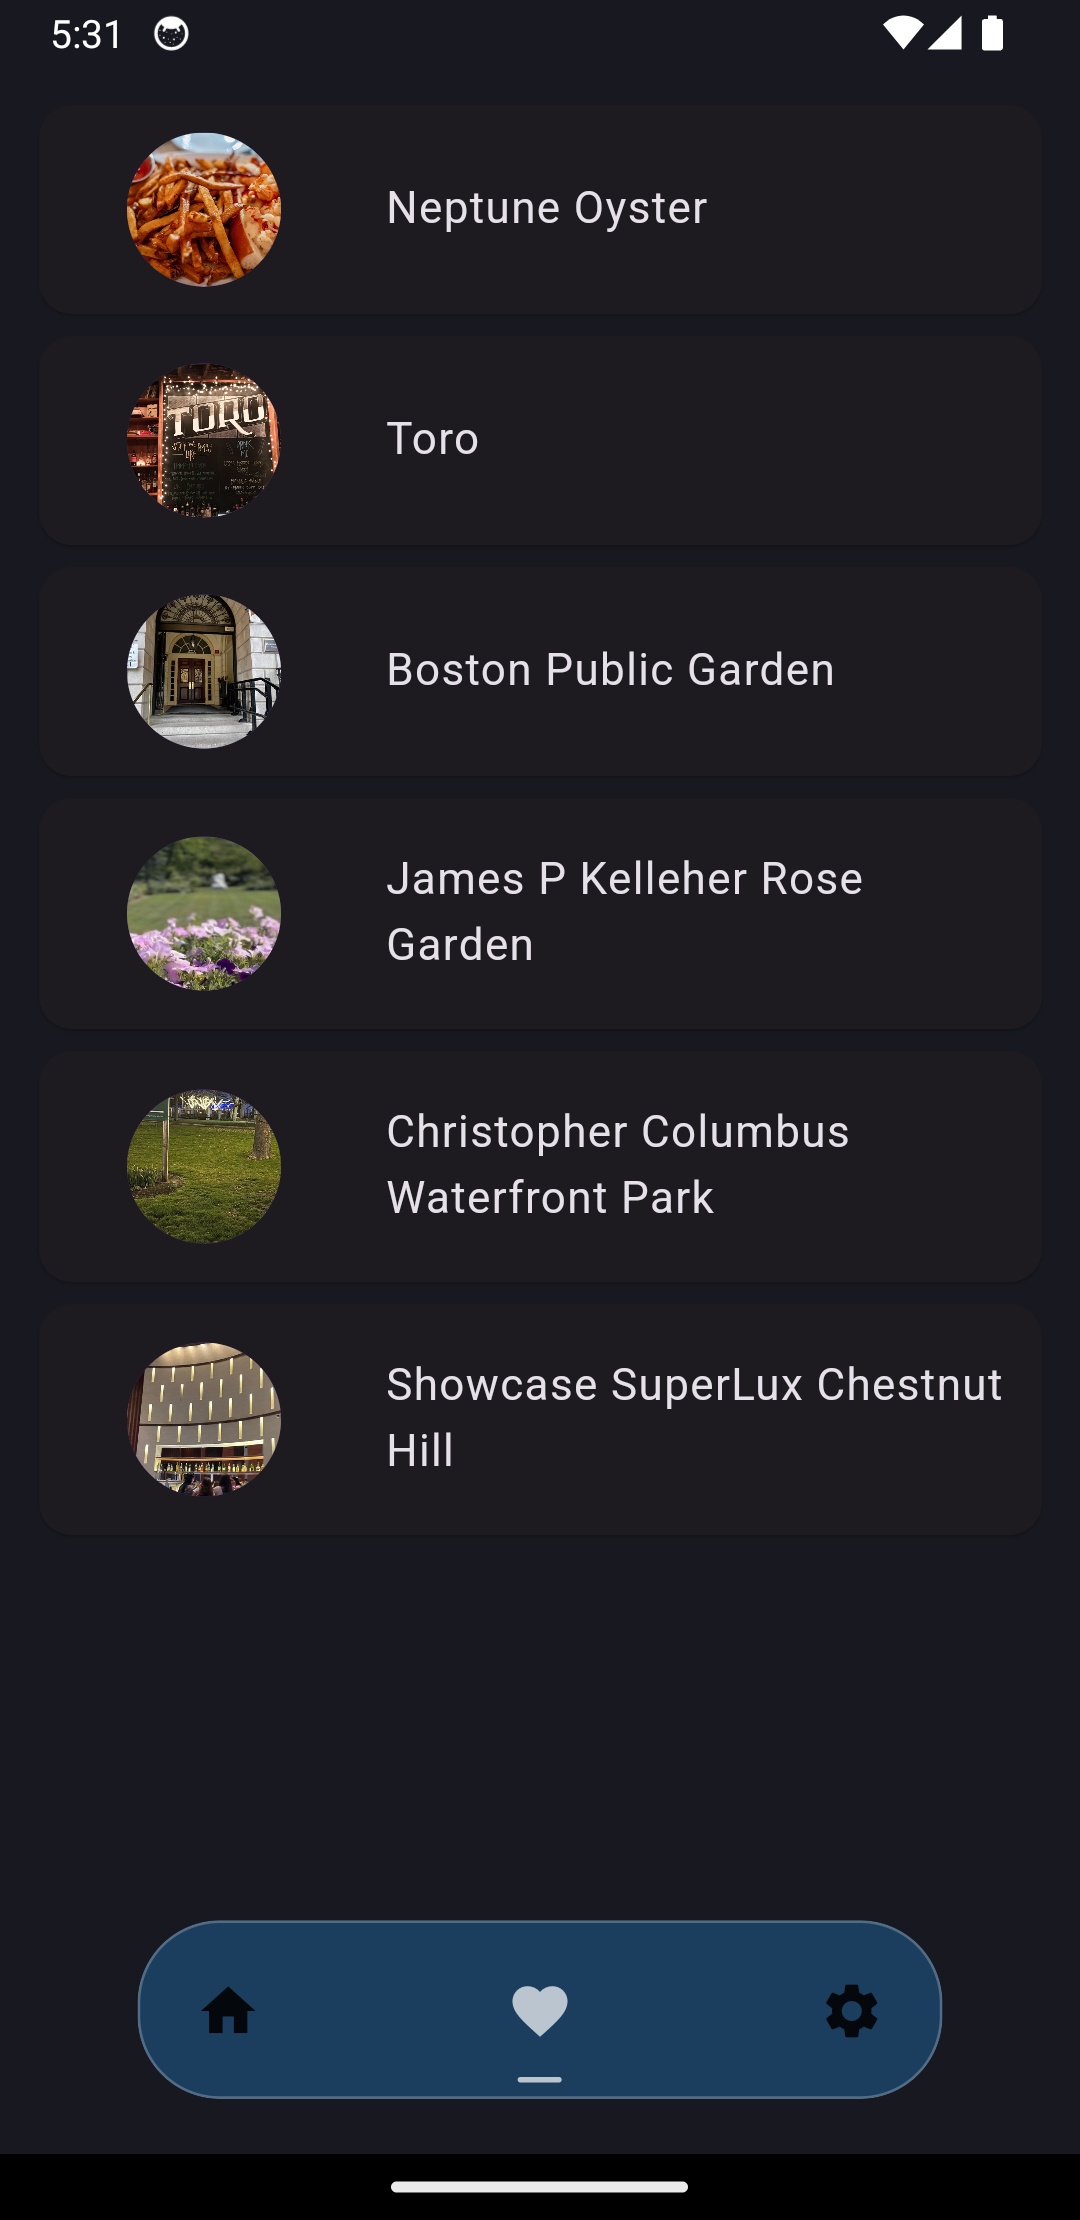 5:31
Neptune Oyster
TORO
Toro
Boston Public Garden
James P Kelleher Rose
Garden
Christopher Columbus
Waterfront Park
Showcase SuperLux Chestnut
Hill